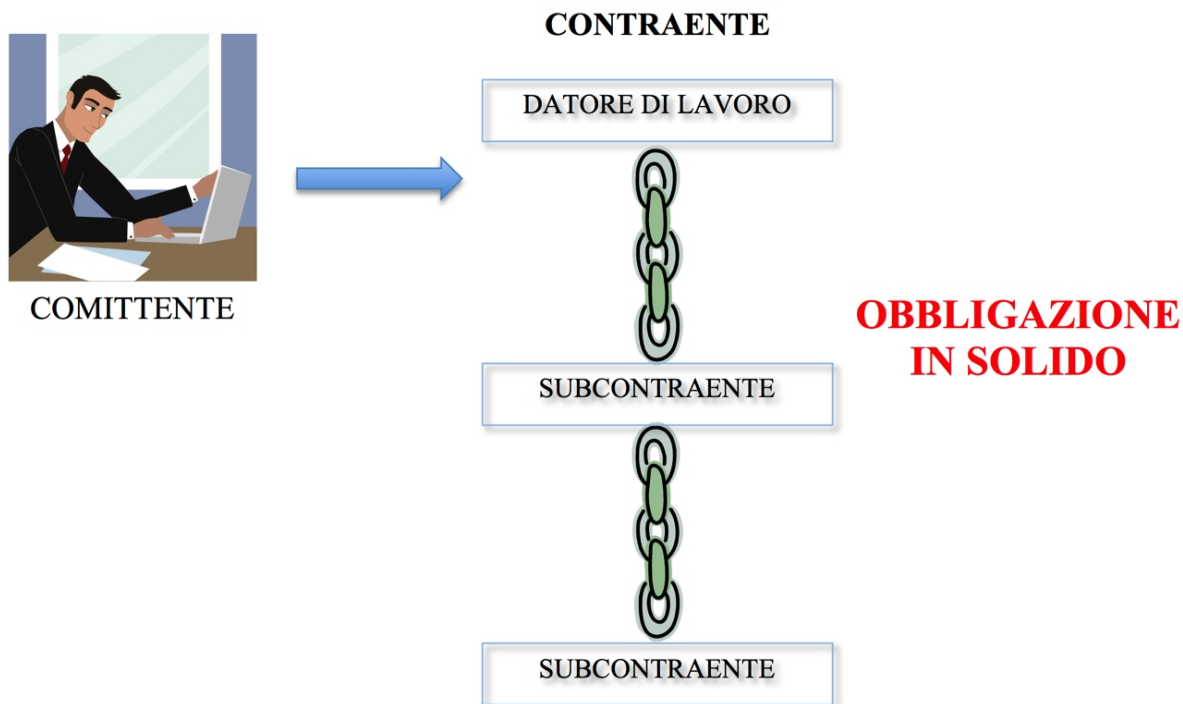 CONTRAENTE
DATORE DI LAVORO
COMITTENTE
OBBLIGAZIONE
IN SOLIDO
SUBCONTRAENTE
SUBCONTRAENTE